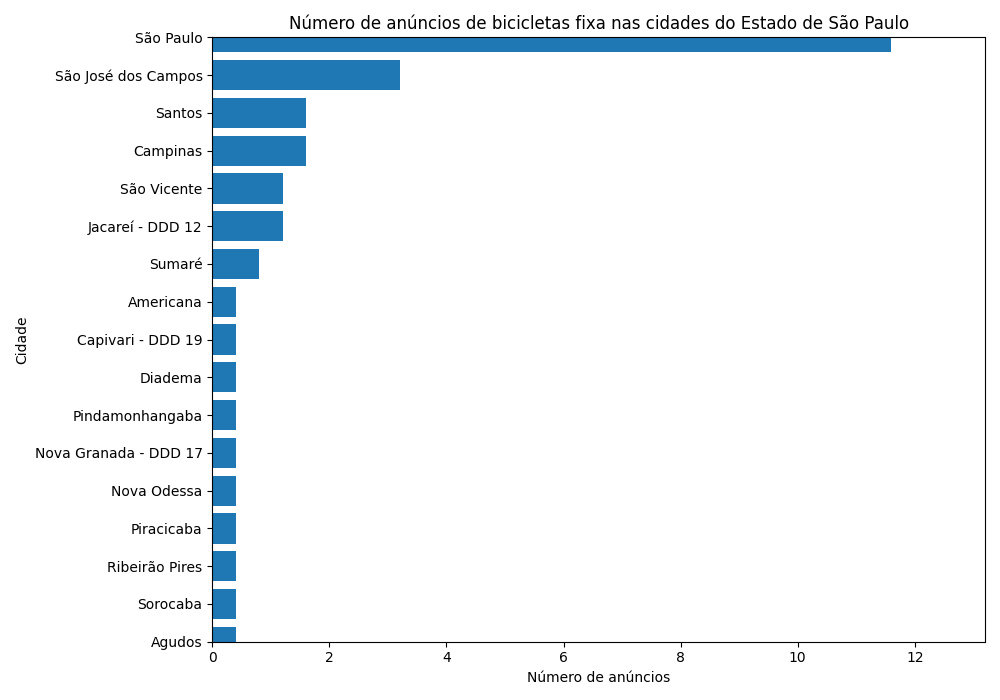 Número de anúncios de bicicletas fixa nas cidades do Estado de São Paulo
São Paulo
São José dos Campos
Santos
Campinas
São Vicente
Jacareí - DDD 12
Sumaré
Americana
Capivari - DDD 19
Diadema
Pindamonhangaba
Nova Granada - DDD 17
Nova Odessa
Piracicaba
Ribeirão Pires
Sorocaba
Agudos
Cidade
0 2 4 6 8 10 12
Número de anúncios